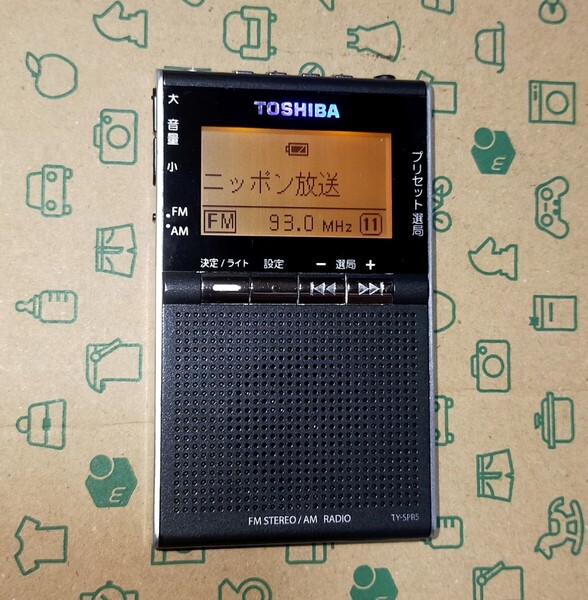 TOSHIBA
大
音量
小
FM
AM
ニッポン放送
FM 93.0 MHz 11
プリセット選局
決定/ライト 設定 − 選局 +
FM STEREO/AM RADIO
TY-SPR5